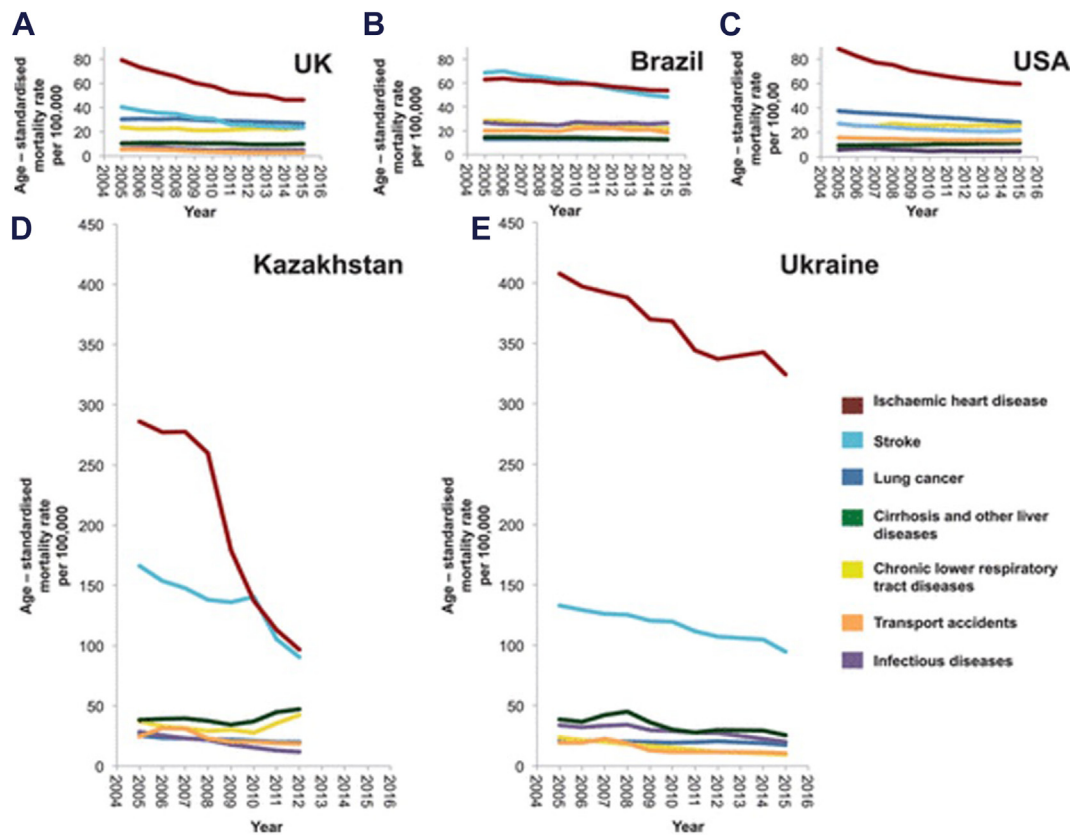 A
UK
Age – standardised
mortality rate
per 100,000
80
60
40
20
0
2004
2005
2006
2007
2008
2009
2010
2011
2012
2013
2014
2015
2016
Year
B
Brazil
Age – standardised
mortality rate
per 100,000
80
60
40
20
0
2004
2005
2006
2007
2008
2009
2010
2011
2012
2013
2014
2015
2016
Year
C
USA
Age – standardised
mortality rate
per 100,00
80
60
40
20
0
2004
2005
2006
2007
2008
2009
2010
2011
2012
2013
2014
2015
2016
Year
D
Kazakhstan
Age – standardised
mortality rate
per 100,000
450
400
350
300
250
200
150
100
50
0
2004
2005
2006
2007
2008
2009
2010
2011
2012
2013
2014
2015
2016
Year
E
Ukraine
Age – standardised
mortality rate
per 100,000
450
400
350
300
250
200
150
100
50
0
2004
2005
2006
2007
2008
2009
2010
2011
2012
2013
2014
2015
2016
Year
Ischaemic heart disease
Stroke
Lung cancer
Cirrhosis and other liver
diseases
Chronic lower respiratory
tract diseases
Transport accidents
Infectious diseases